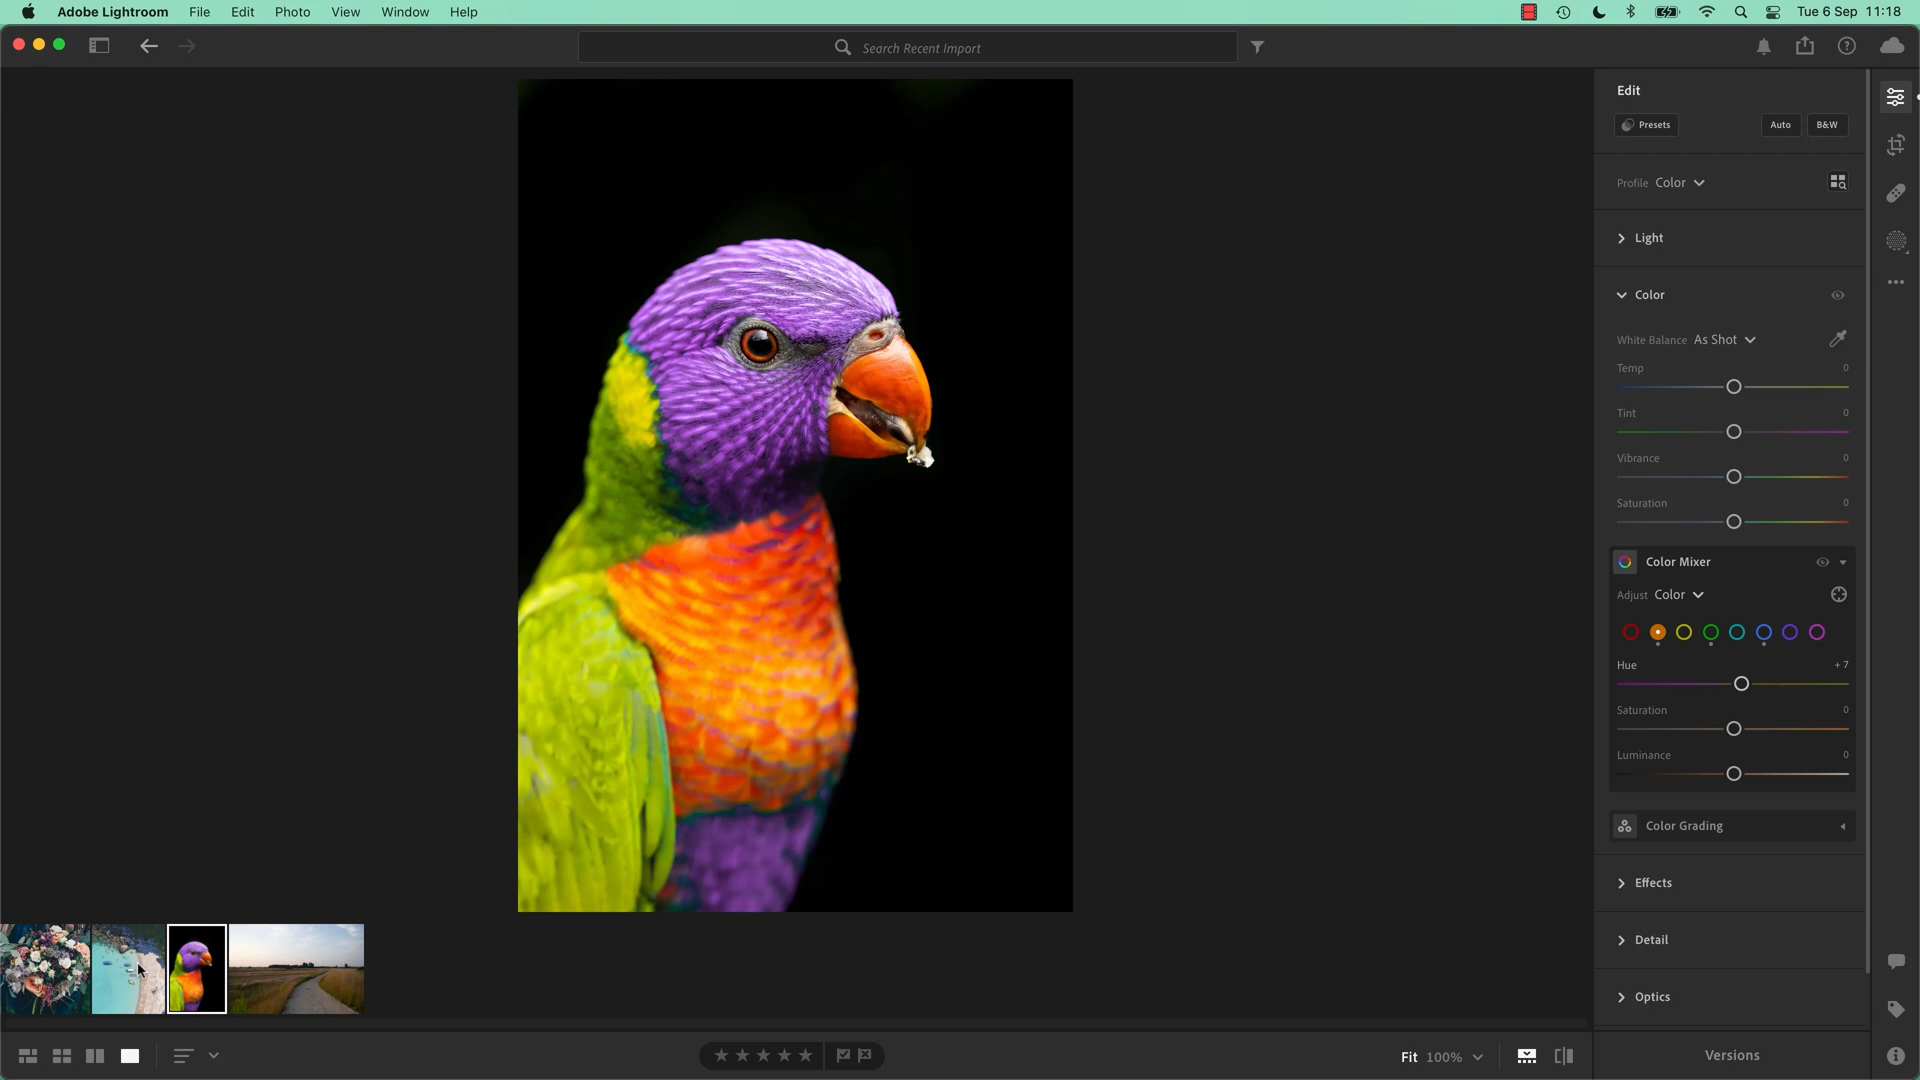 Adobe Lightroom File Edit Photo View Window Help Tue 6 Sep 11:18
Search Recent Import
Edit
Presets Auto B&W
Profile Color
Light
Color
White Balance As Shot
Temp 0
Tint 0
Vibrance 0
Saturation 0
Color Mixer
Adjust Color
Hue + 7
Saturation 0
Luminance 0
Color Grading
Effects
Detail
Optics
Fit 100% Versions